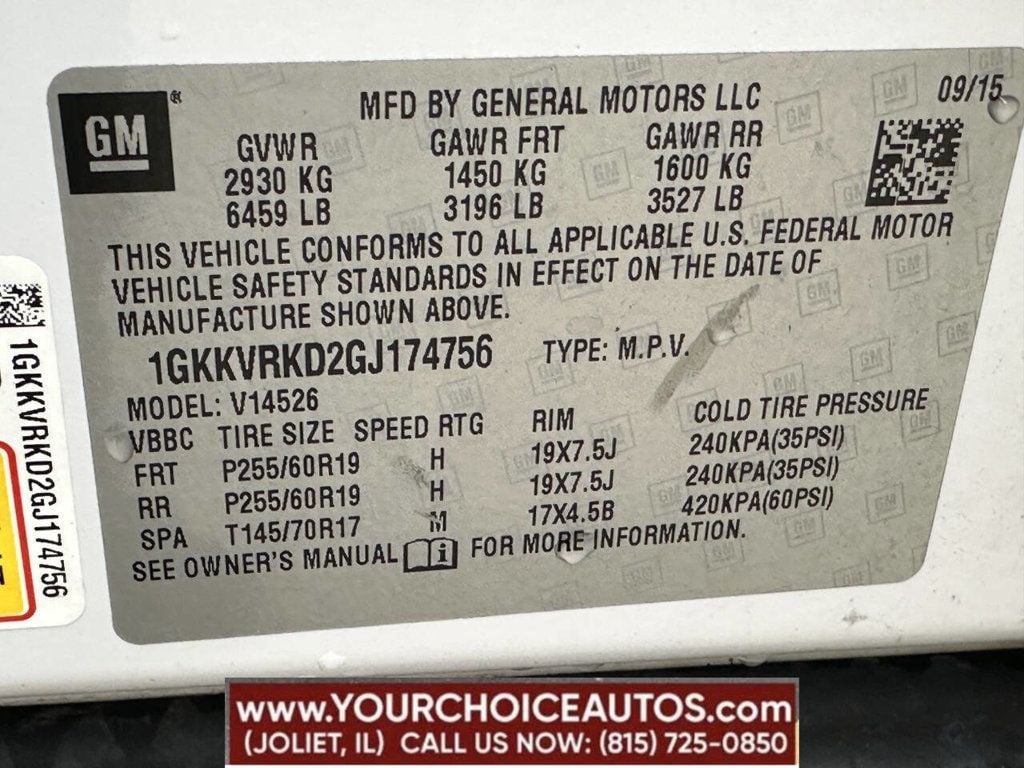 GM
MFD BY GENERAL MOTORS LLC
09/15
GVWR GAWR FRT GAWR RR
2930 KG 1450 KG 1600 KG
6459 LB 3196 LB 3527 LB
THIS VEHICLE CONFORMS TO ALL APPLICABLE U.S. FEDERAL MOTOR
VEHICLE SAFETY STANDARDS IN EFFECT ON THE DATE OF
MANUFACTURE SHOWN ABOVE.
1GKKVRKD2GJ174756 TYPE: M.P.V.
MODEL: V14526
VBBC TIRE SIZE SPEED RTG RIM COLD TIRE PRESSURE
FRT P255/60R19 H 19X7.5J 240KPA(35PSI)
RR P255/60R19 H 19X7.5J 240KPA(35PSI)
SPA T145/70R17 M 17X4.5B 420KPA(60PSI)
SEE OWNER'S MANUAL i FOR MORE INFORMATION.
1GKKVRKD2GJ174756
www.YOURCHOICEAUTOS.com
(JOLIET, IL) CALL US NOW: (815) 725-0850